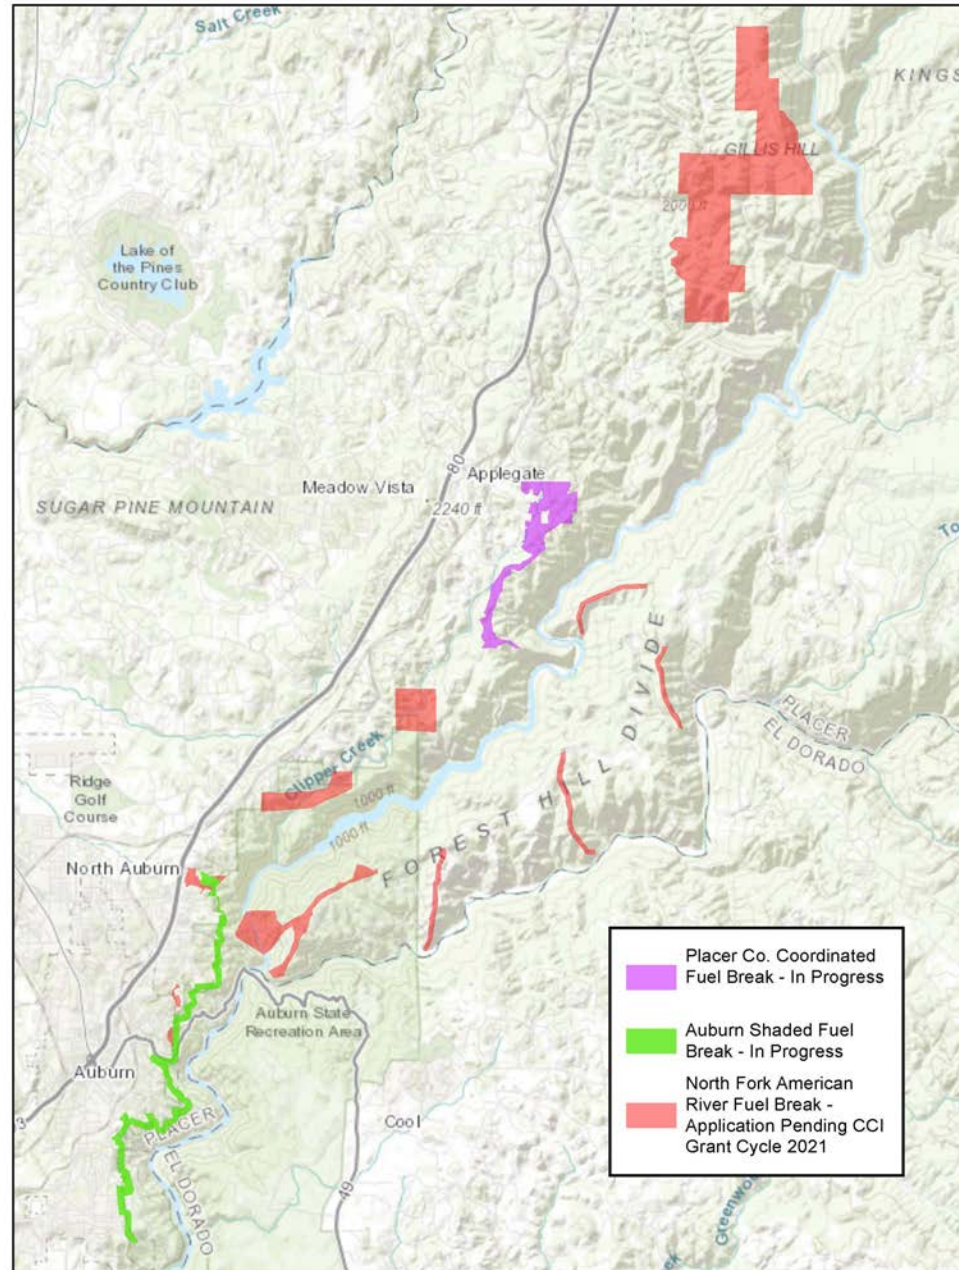 Salt Creek
KINGS
GILLIS HILL
Lake of
the Pines
Country Club
Meadow Vista
80
Applegate
2240 ft
SUGAR PINE MOUNTAIN
To
FOREST HILL DIVIDE
PLACER
EL DORADO
Clipper Creek
1000 ft
1000 ft
Ridge
Golf
Course
North Auburn
Auburn State
Recreation Area
Auburn
PLACER
EL DORADO
Cool
49
3
Placer Co. Coordinated
Fuel Break - In Progress
Auburn Shaded Fuel
Break - In Progress
North Fork American
River Fuel Break -
Application Pending CCI
Grant Cycle 2021